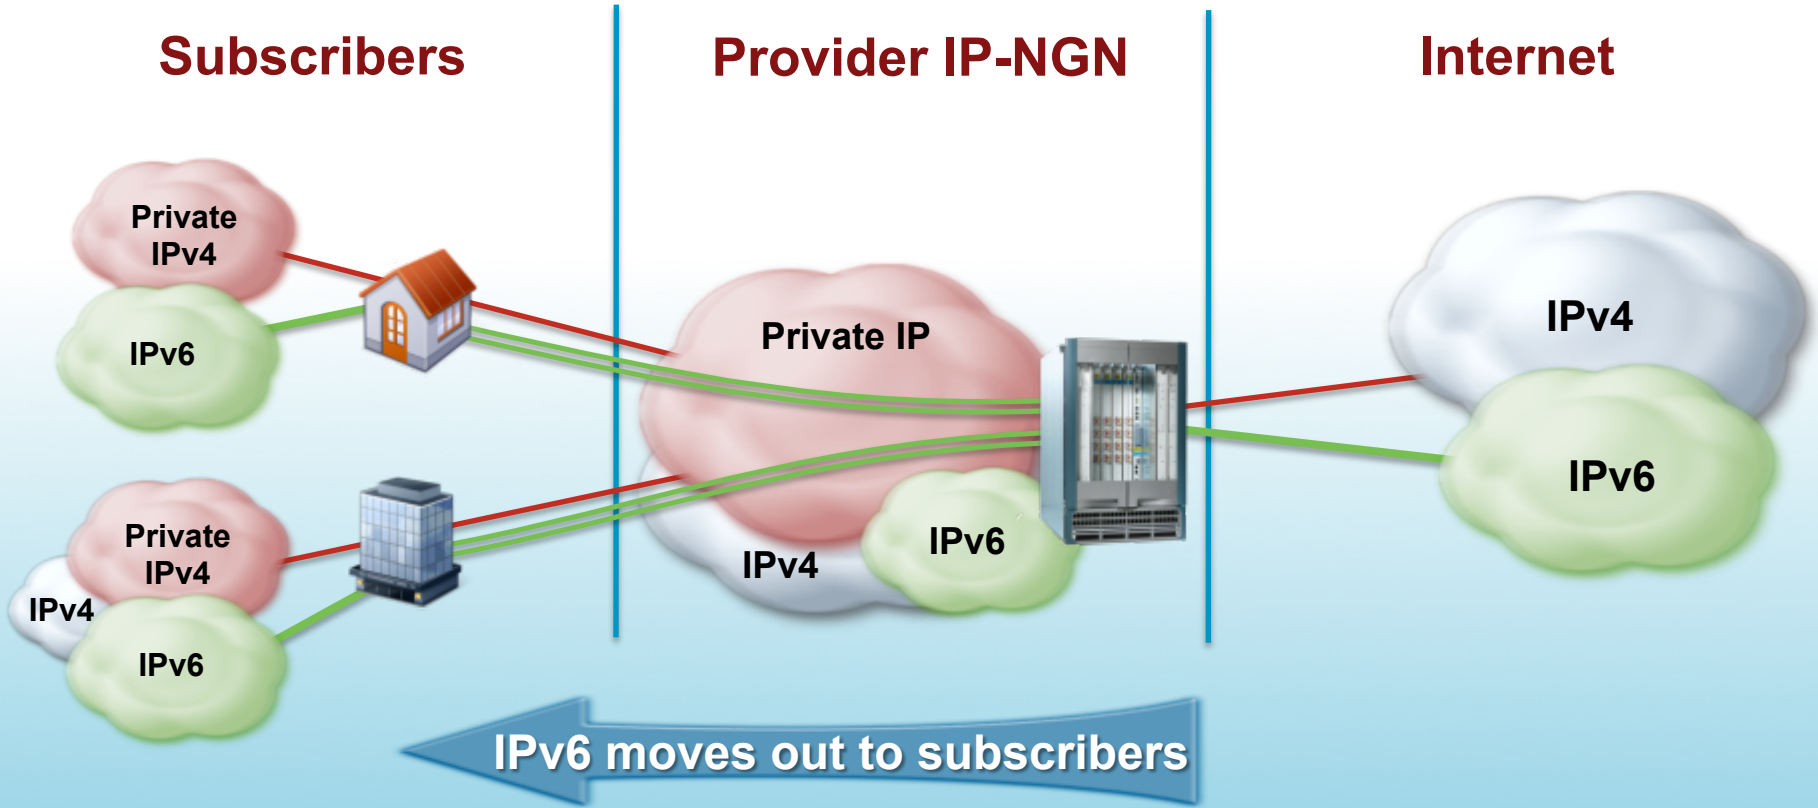 Subscribers
Provider IP-NGN
Internet
Private
IPv4
IPv6
Private
IPv4
IPv4
IPv6
Private IP
IPv4
IPv6
IPv4
IPv6
IPv6 moves out to subscribers